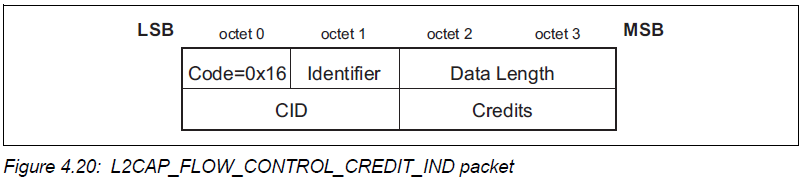 LSB octet 0 octet 1 octet 2 octet 3 MSB
Code=0x16 Identifier Data Length
CID Credits
Figure 4.20: L2CAP_FLOW_CONTROL_CREDIT_IND packet